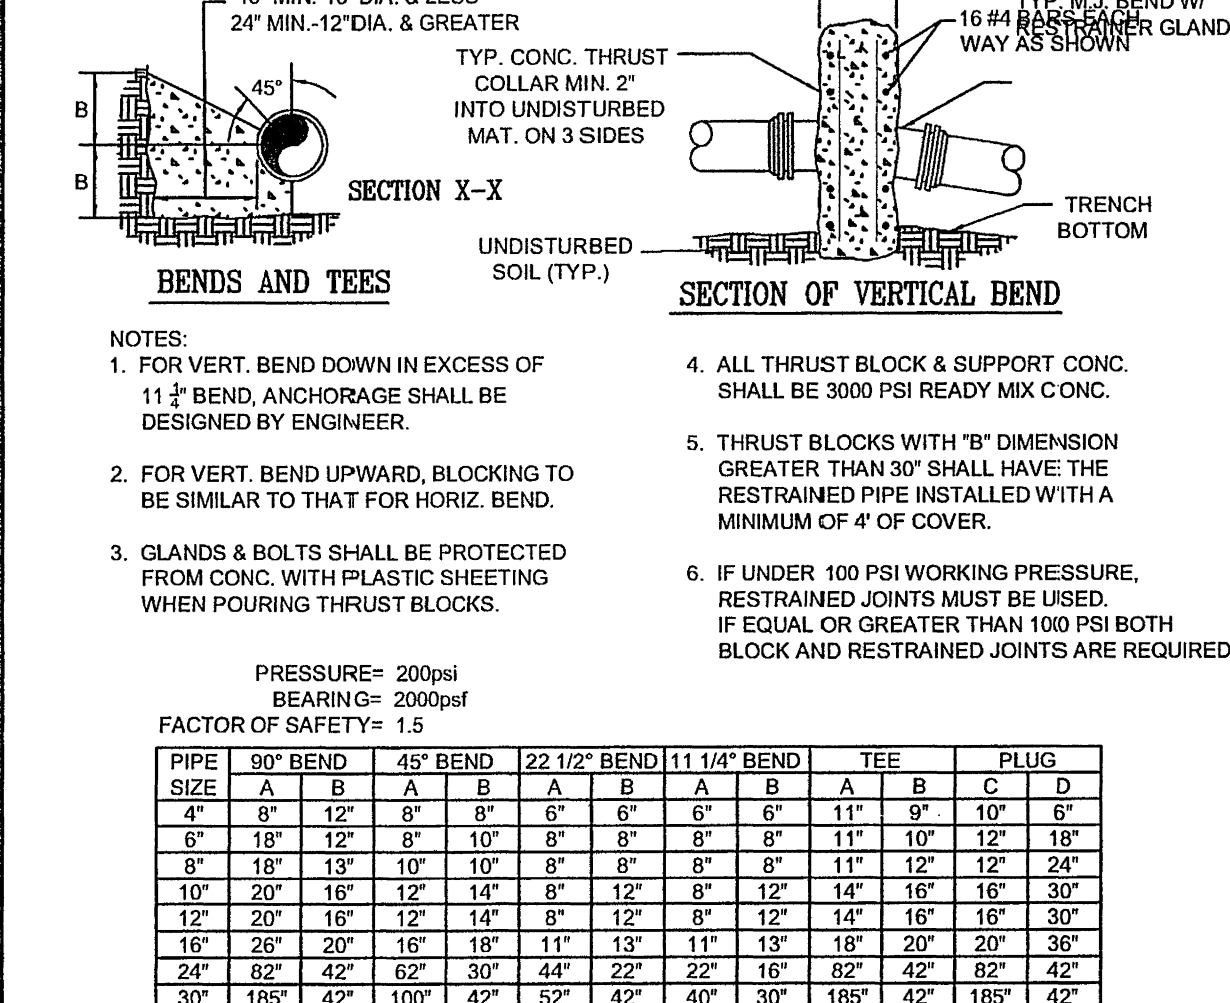 24" MIN.-12"DIA. & GREATER
45°
B
B
SECTION X-X
BENDS AND TEES
TYP. CONC. THRUST
COLLAR MIN. 2"
INTO UNDISTURBED
MAT. ON 3 SIDES
16 #4 BARS EACH
WAY AS SHOWN
TYP. M.J. BEND W/
RESTRAINER GLAND
TRENCH
BOTTOM
UNDISTURBED
SOIL (TYP.)
SECTION OF VERTICAL BEND
NOTES:
1. FOR VERT. BEND DOWN IN EXCESS OF
11 1/4" BEND, ANCHORAGE SHALL BE
DESIGNED BY ENGINEER.
2. FOR VERT. BEND UPWARD, BLOCKING TO
BE SIMILAR TO THAT FOR HORIZ. BEND.
3. GLANDS & BOLTS SHALL BE PROTECTED
FROM CONC. WITH PLASTIC SHEETING
WHEN POURING THRUST BLOCKS.
4. ALL THRUST BLOCK & SUPPORT CONC.
SHALL BE 3000 PSI READY MIX CONC.
5. THRUST BLOCKS WITH "B" DIMENSION
GREATER THAN 30" SHALL HAVE THE
RESTRAINED PIPE INSTALLED WITH A
MINIMUM OF 4' OF COVER.
6. IF UNDER 100 PSI WORKING PRESSURE,
RESTRAINED JOINTS MUST BE USED.
IF EQUAL OR GREATER THAN 100 PSI BOTH
BLOCK AND RESTRAINED JOINTS ARE REQUIRED
PRESSURE= 200psi
BEARING= 2000psf
FACTOR OF SAFETY= 1.5
PIPE SIZE 90° BEND 45° BEND 22 1/2° BEND 11 1/4° BEND TEE PLUG
A B A B A B A B A B C D
4" 8" 12" 8" 8" 6" 6" 6" 6" 11" 9" 10" 6"
6" 18" 12" 8" 10" 8" 8" 8" 8" 11" 10" 12" 18"
8" 18" 13" 10" 10" 8" 8" 8" 8" 11" 12" 12" 24"
10" 20" 16" 12" 14" 8" 12" 8" 12" 14" 16" 16" 30"
12" 20" 16" 12" 14" 8" 12" 8" 12" 14" 16" 16" 30"
16" 26" 20" 16" 18" 11" 13" 11" 13" 18" 20" 20" 36"
24" 82" 42" 62" 30" 44" 22" 22" 16" 82" 42" 82" 42"
30" 185" 42" 100" 42" 52" 42" 40" 30" 185" 42" 185" 42"